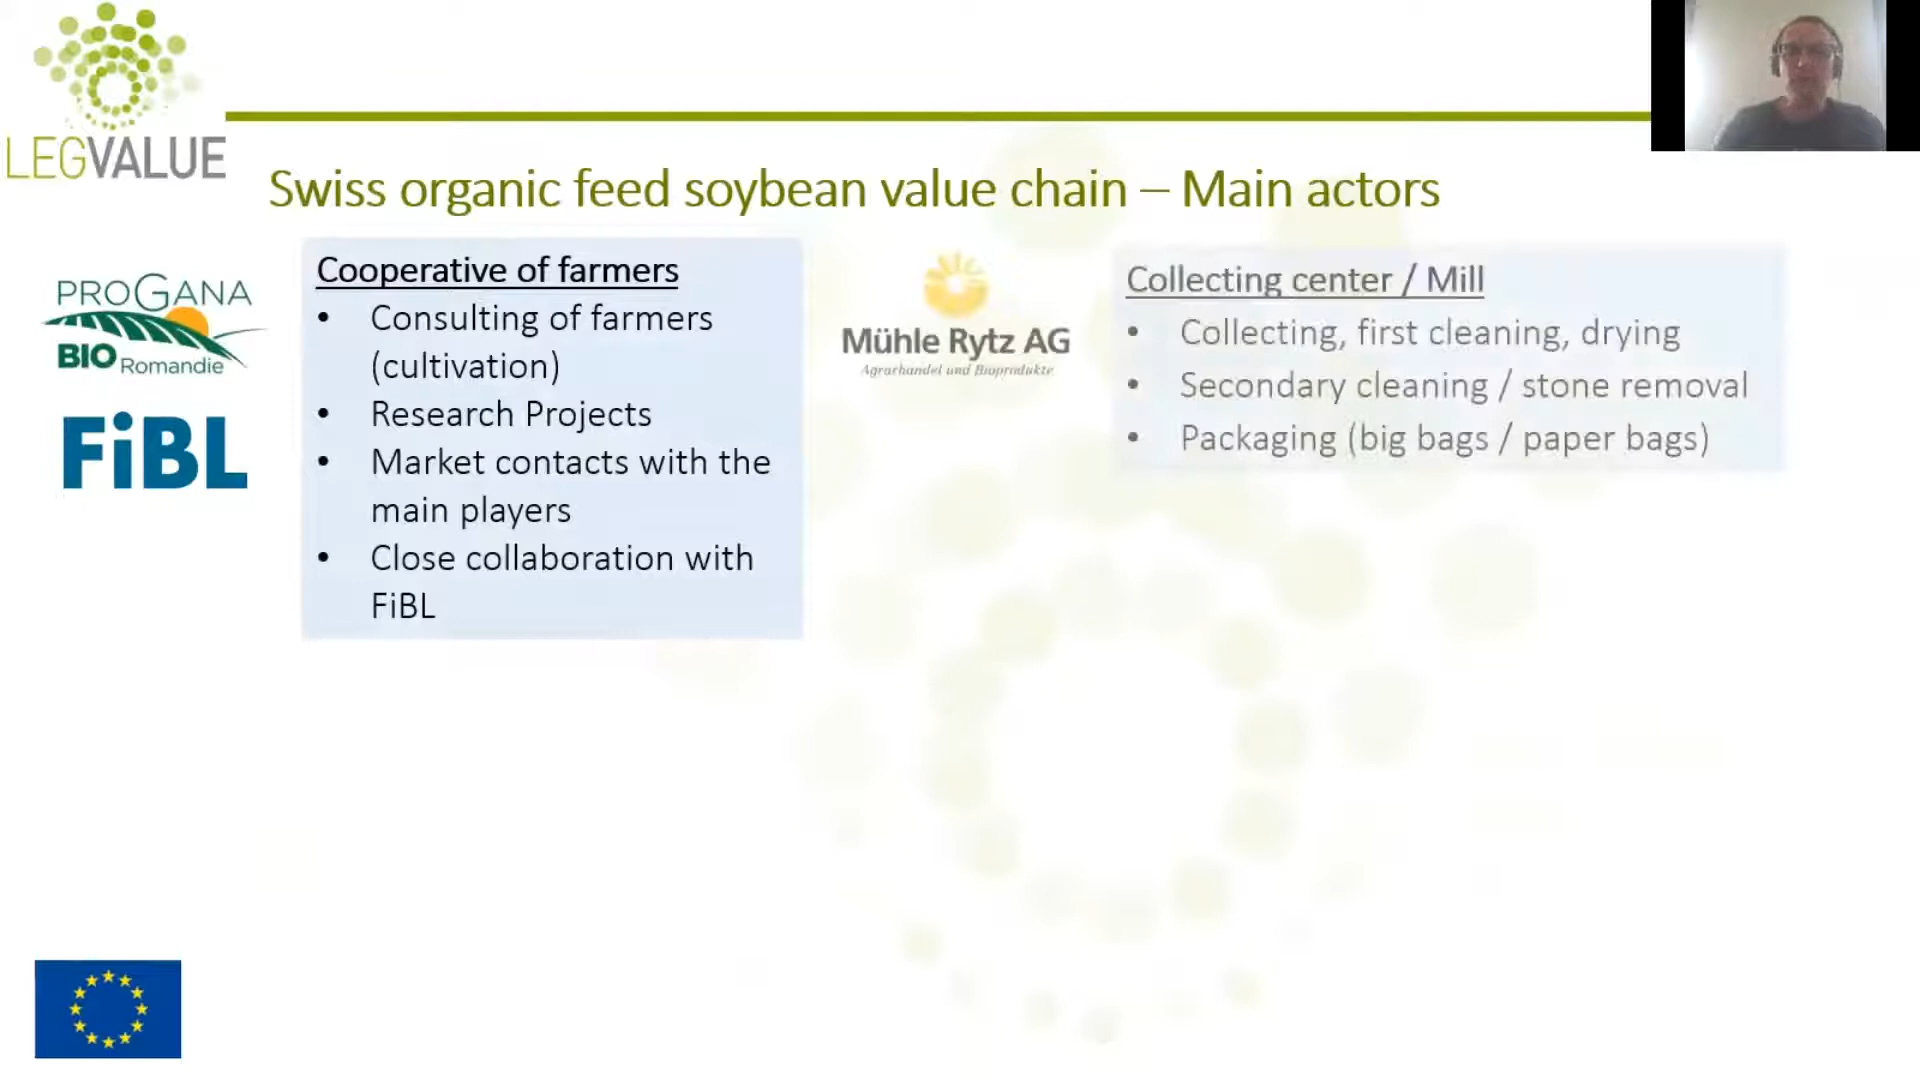 LEGVALUE
Swiss organic feed soybean value chain – Main actors
PROGANA
BIO Romandie
FiBL
Cooperative of farmers
• Consulting of farmers
(cultivation)
• Research Projects
• Market contacts with the
main players
• Close collaboration with
FiBL
Mühle Rytz AG
Agrarhandel und Bioprodukte
Collecting center / Mill
• Collecting, first cleaning, drying
• Secondary cleaning / stone removal
• Packaging (big bags / paper bags)